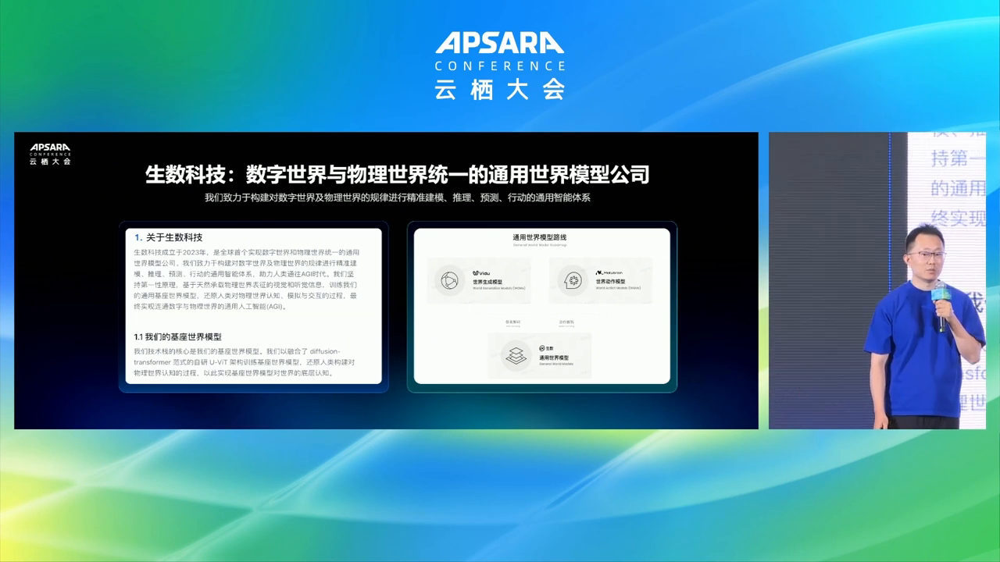 APSARA
CONFERENCE
云栖大会
APSARA
CONFERENCE
云栖大会
生数科技：数字世界与物理世界统一的通用世界模型公司
我们致力于构建对数字世界及物理世界的规律进行精准建模、推理、预测、行动的通用智能体系
1. 关于生数科技
生数科技成立于2023年，是全球首个实现数字世界和物理世界统一的通用
世界模型公司。我们致力于构建对数字世界及物理世界的规律进行精准建
模、推理、预测、行动的通用智能体系，助力人类通往AGI时代。我们坚
持第一性原理，基于天然承载物理世界表征的视觉和听觉信息，训练我们
的通用基座世界模型，还原人类对物理世界认知、模拟与交互的过程，最
终实现连通数字与物理世界的通用人工智能(AGI)。
1.1 我们的基座世界模型
我们技术栈的核心是我们的基座世界模型。我们以融合了 diffusion-
transformer 范式的自研 U-ViT 架构训练基座世界模型，还原人类构建对
物理世界认知的过程，以此实现基座世界模型对世界的底层认知。
通用世界模型路线
General World Model Roadmap
Vidu
世界生成模型
World Generation Models (WGMs)
Motubrain
世界动作模型
World Action Models (WAMs)
生数
通用世界模型
General World Models
持第一
的通用
终实现